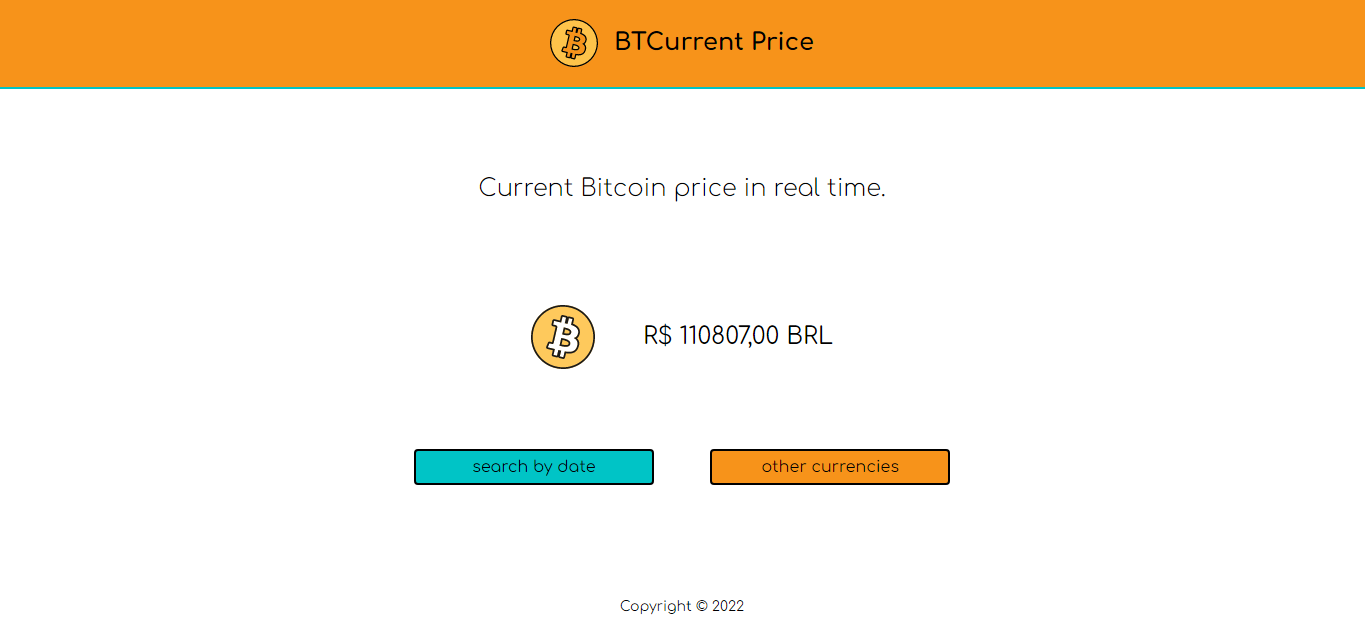 BTCurrent Price
Current Bitcoin price in real time.
R$ 110807,00 BRL
search by date
other currencies
Copyright © 2022